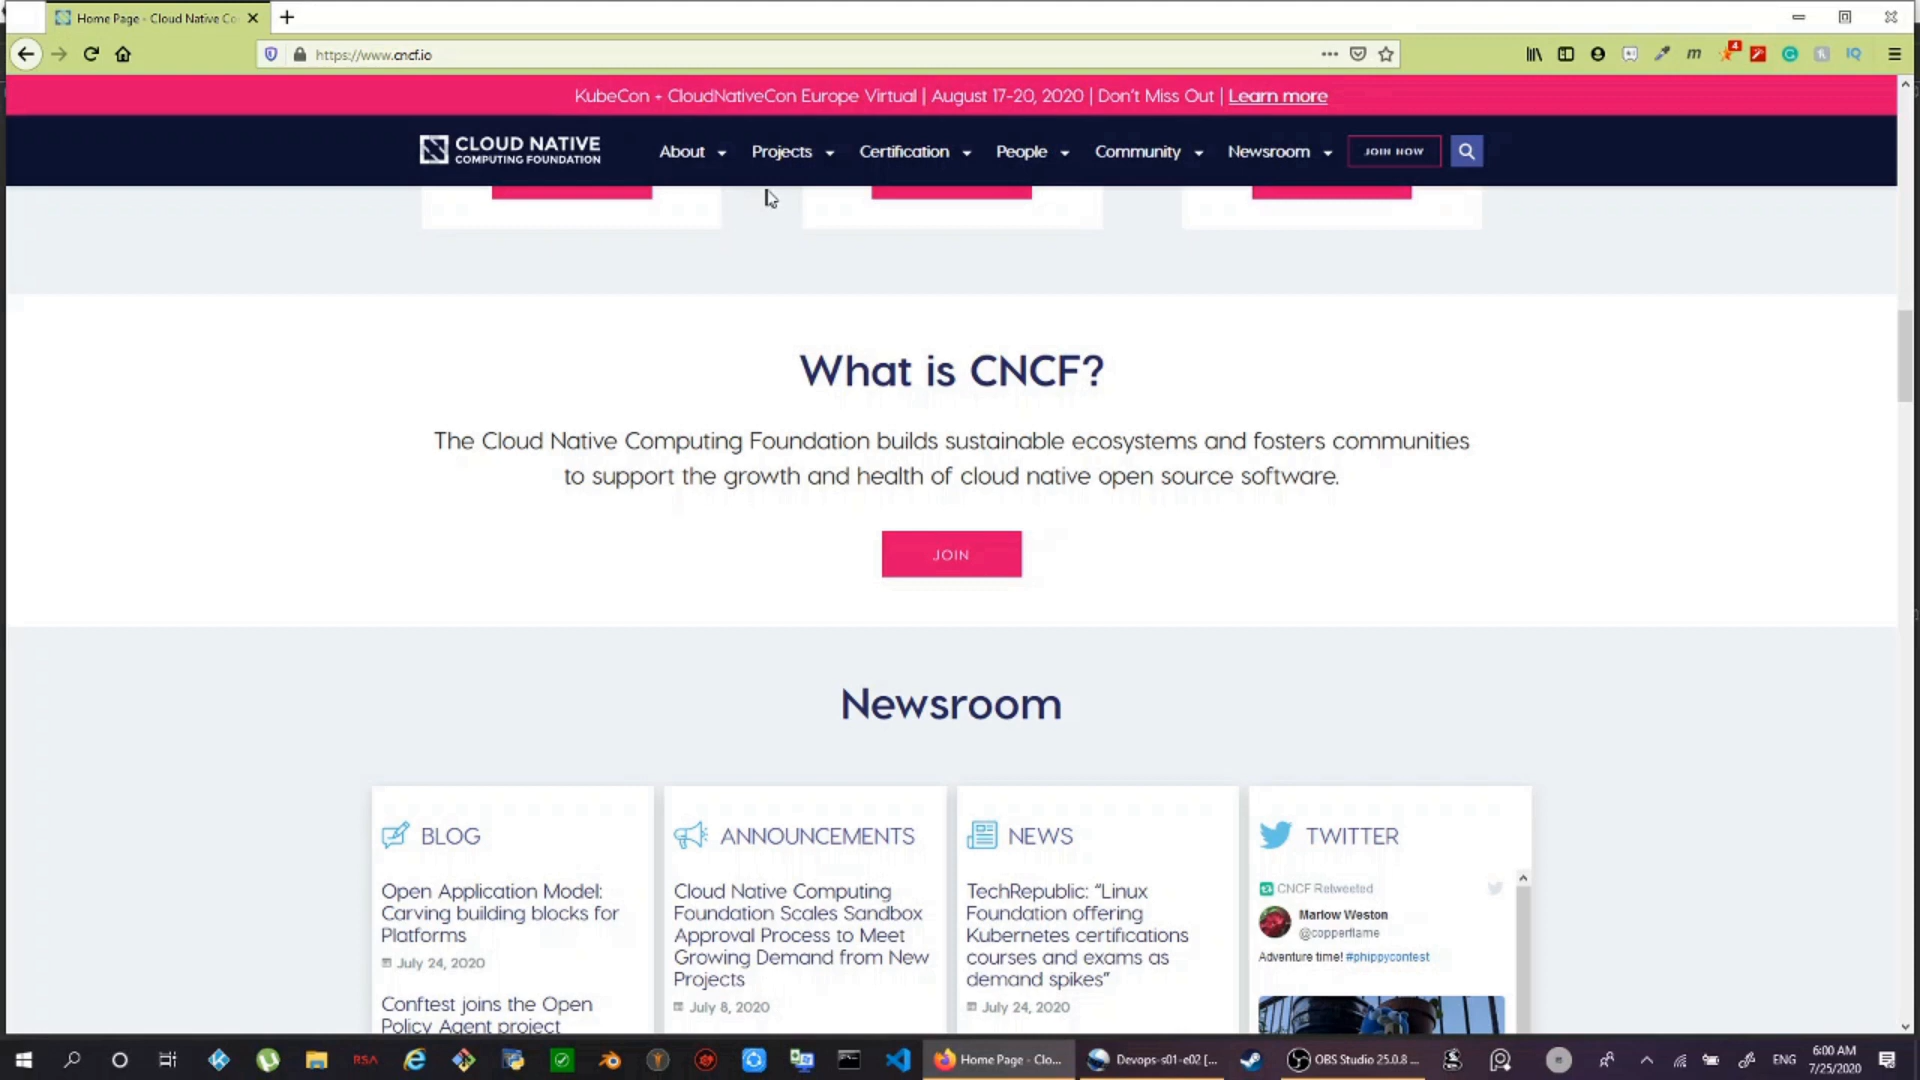 Home Page - Cloud Native Co
https://www.cncf.io
m
4
IQ
KubeCon + CloudNativeCon Europe Virtual | August 17-20, 2020 | Don't Miss Out | Learn more
CLOUD NATIVE
COMPUTING FOUNDATION
About
Projects
Certification
People
Community
Newsroom
JOIN NOW
What is CNCF?
The Cloud Native Computing Foundation builds sustainable ecosystems and fosters communities
to support the growth and health of cloud native open source software.
JOIN
Newsroom
BLOG
Open Application Model:
Carving building blocks for
Platforms
July 24, 2020
Conftest joins the Open
Policy Agent project
ANNOUNCEMENTS
Cloud Native Computing
Foundation Scales Sandbox
Approval Process to Meet
Growing Demand from New
Projects
July 8, 2020
NEWS
TechRepublic: “Linux
Foundation offering
Kubernetes certifications
courses and exams as
demand spikes”
July 24, 2020
TWITTER
CNCF Retweeted
Marlow Weston
@copperflame
Adventure time! #phippycontest
RSA
Home Page - Clo...
Devops-s01-e02 [...
OBS Studio 25.0.8 ...
ENG
6:00 AM
7/25/2020